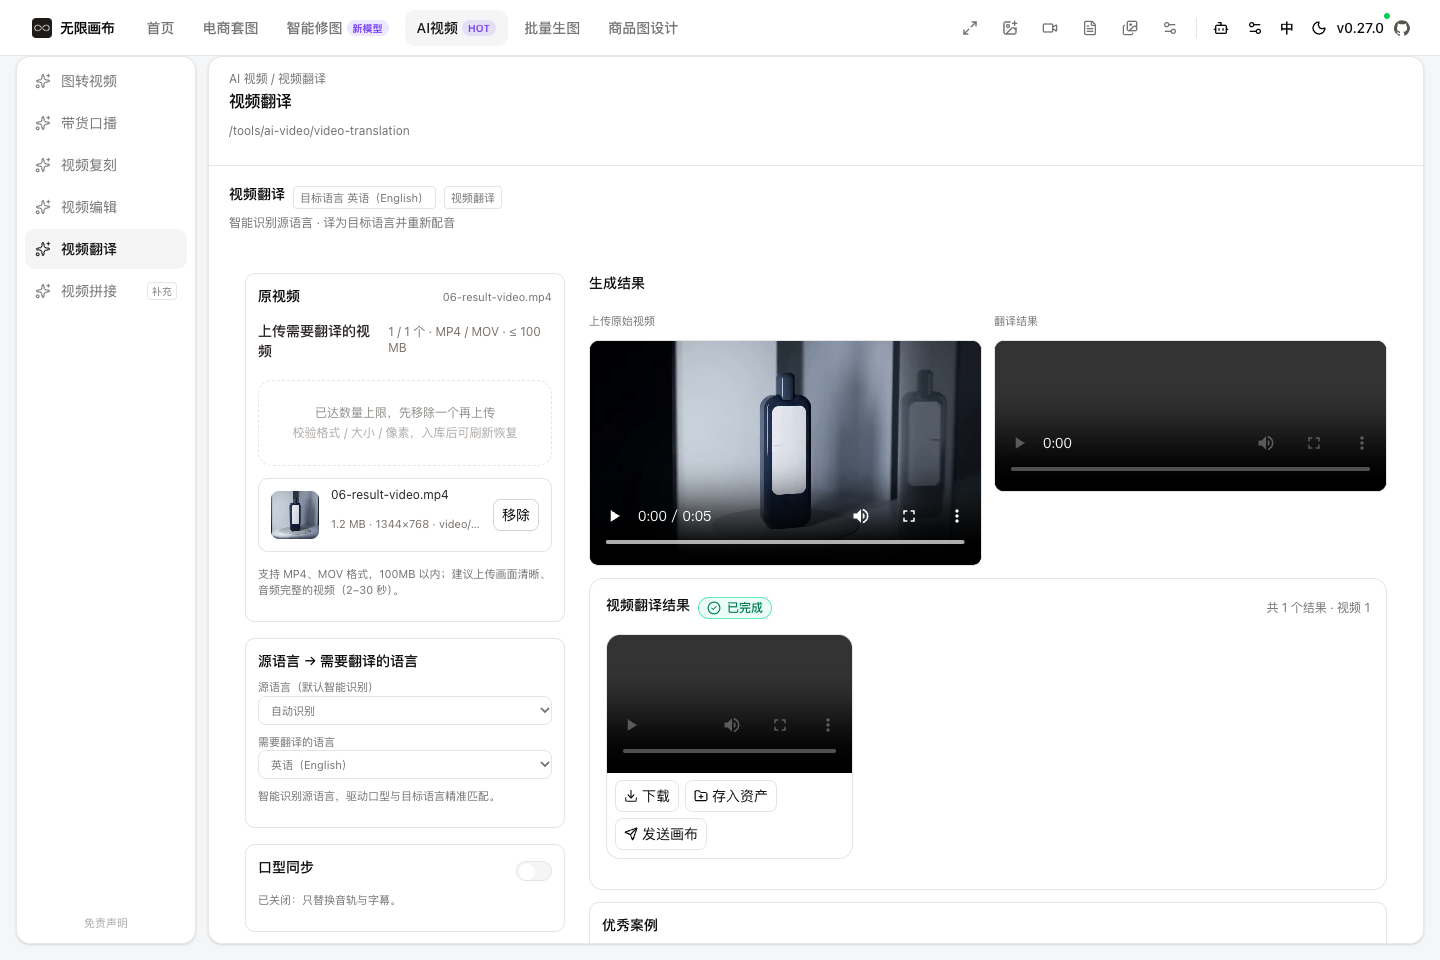 无限画布
首页
电商套图
智能修图 新模型
AI视频 HOT
批量生图
商品图设计
中
v0.27.0
图转视频
带货口播
视频复刻
视频编辑
视频翻译
视频拼接 补充
免责声明
AI 视频 / 视频翻译
视频翻译
/tools/ai-video/video-translation
视频翻译 目标语言 英语（English） 视频翻译
智能识别源语言 · 译为目标语言并重新配音
原视频 06-result-video.mp4
上传需要翻译的视
频
1 / 1 个 · MP4 / MOV · ≤ 100
MB
已达数量上限，先移除一个再上传
校验格式 / 大小 / 像素，入库后可刷新恢复
06-result-video.mp4
1.2 MB · 1344×768 · video/...
移除
支持 MP4、MOV 格式，100MB 以内；建议上传画面清晰、
音频完整的视频（2–30 秒）。
源语言 → 需要翻译的语言
源语言（默认智能识别）
自动识别
需要翻译的语言
英语（English）
智能识别源语言，驱动口型与目标语言精准匹配。
口型同步
已关闭：只替换音轨与字幕。
生成结果
上传原始视频
0:00 / 0:05
翻译结果
0:00
视频翻译结果 已完成
共 1 个结果 · 视频 1
下载
存入资产
发送画布
优秀案例